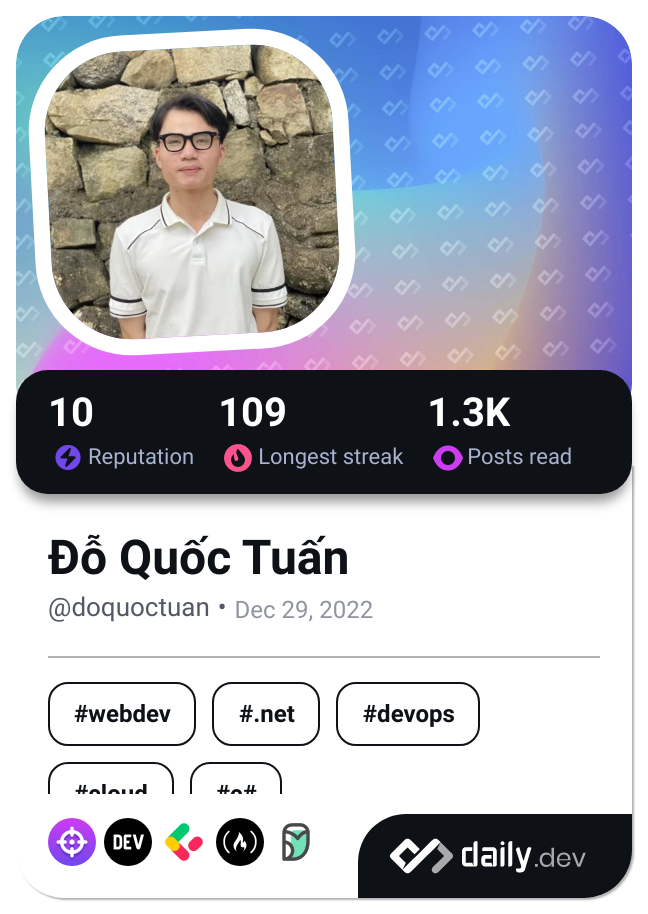 10 109 1.3K
Reputation Longest streak Posts read
Đỗ Quốc Tuấn
@doquoctuan • Dec 29, 2022
#webdev #.net #devops
#cloud #c#
DEV daily.dev